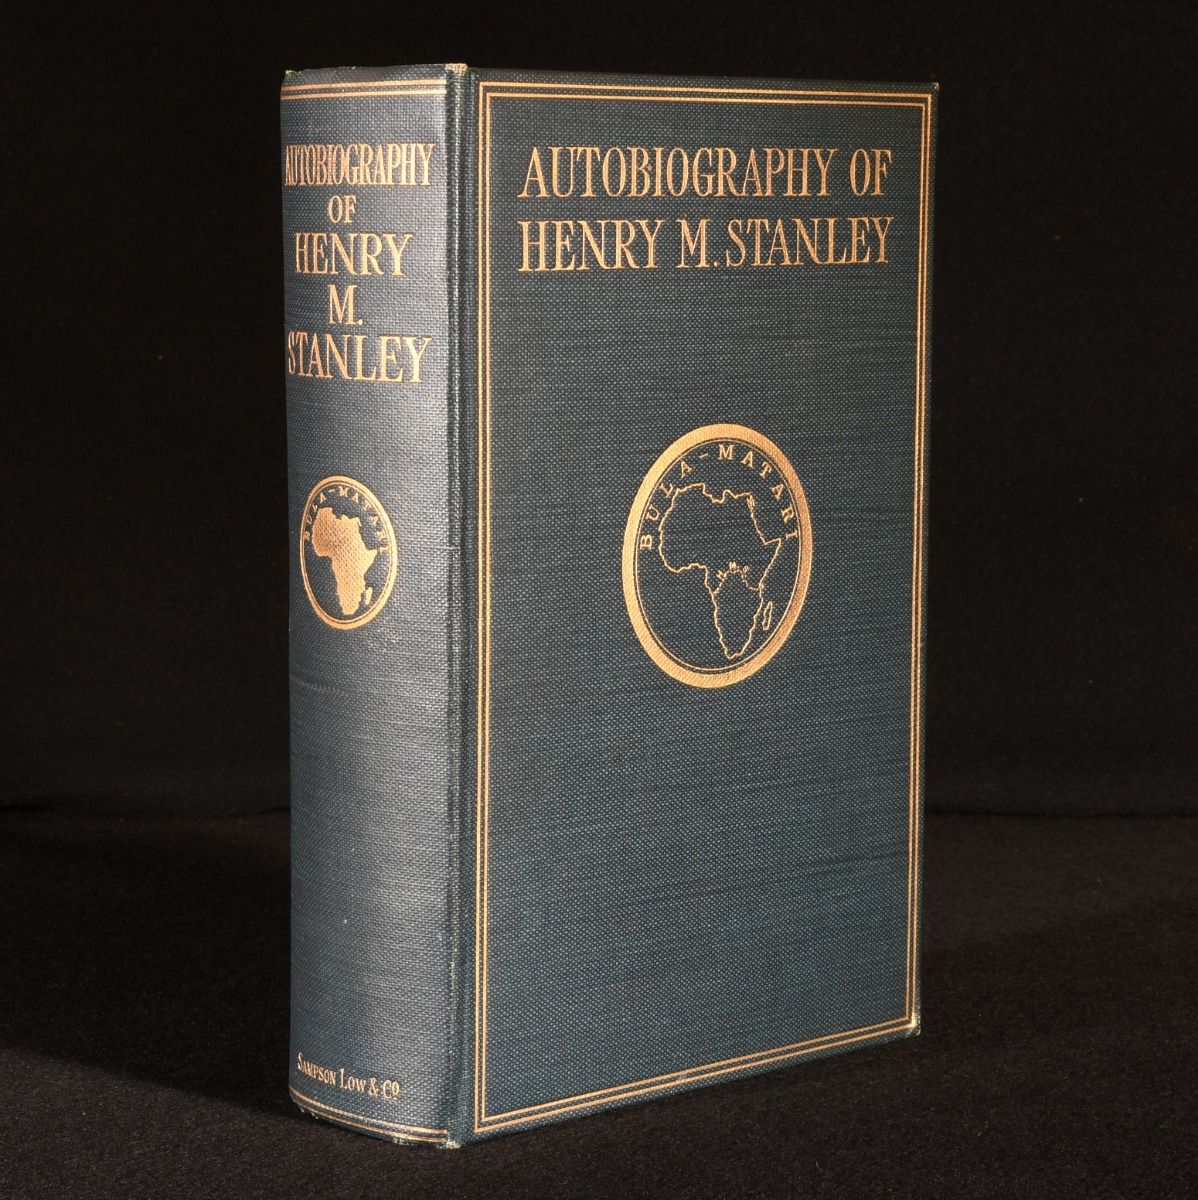 AUTOBIOGRAPHY
OF
HENRY
M.
STANLEY
BULA-MATARI
SAMPSON LOW & CO
AUTOBIOGRAPHY OF
HENRY M. STANLEY
BULA-MATARI